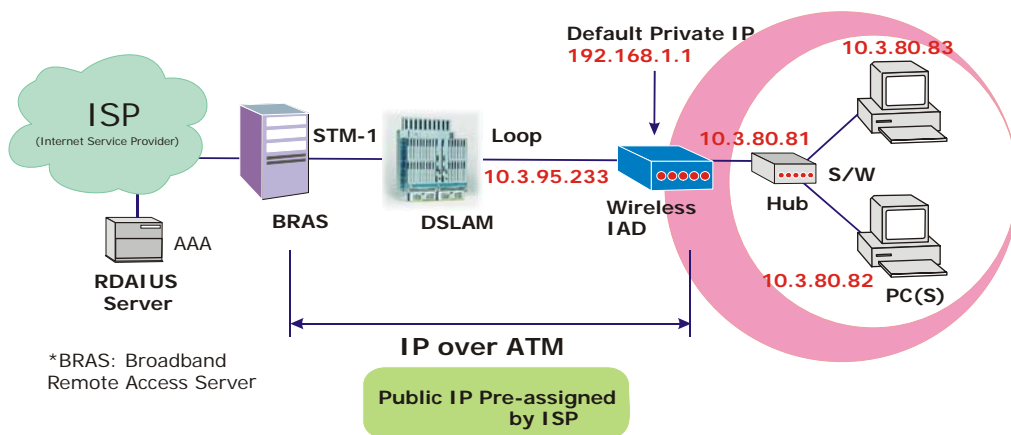 Default Private IP
192.168.1.1
10.3.80.83
ISP
(Internet Service Provider)
STM-1
Loop
10.3.80.81
10.3.95.233
S/W
Hub
BRAS
DSLAM
Wireless
IAD
AAA
RDAIUS
Server
10.3.80.82
PC(S)
IP over ATM
*BRAS: Broadband
Remote Access Server
Public IP Pre-assigned
by ISP